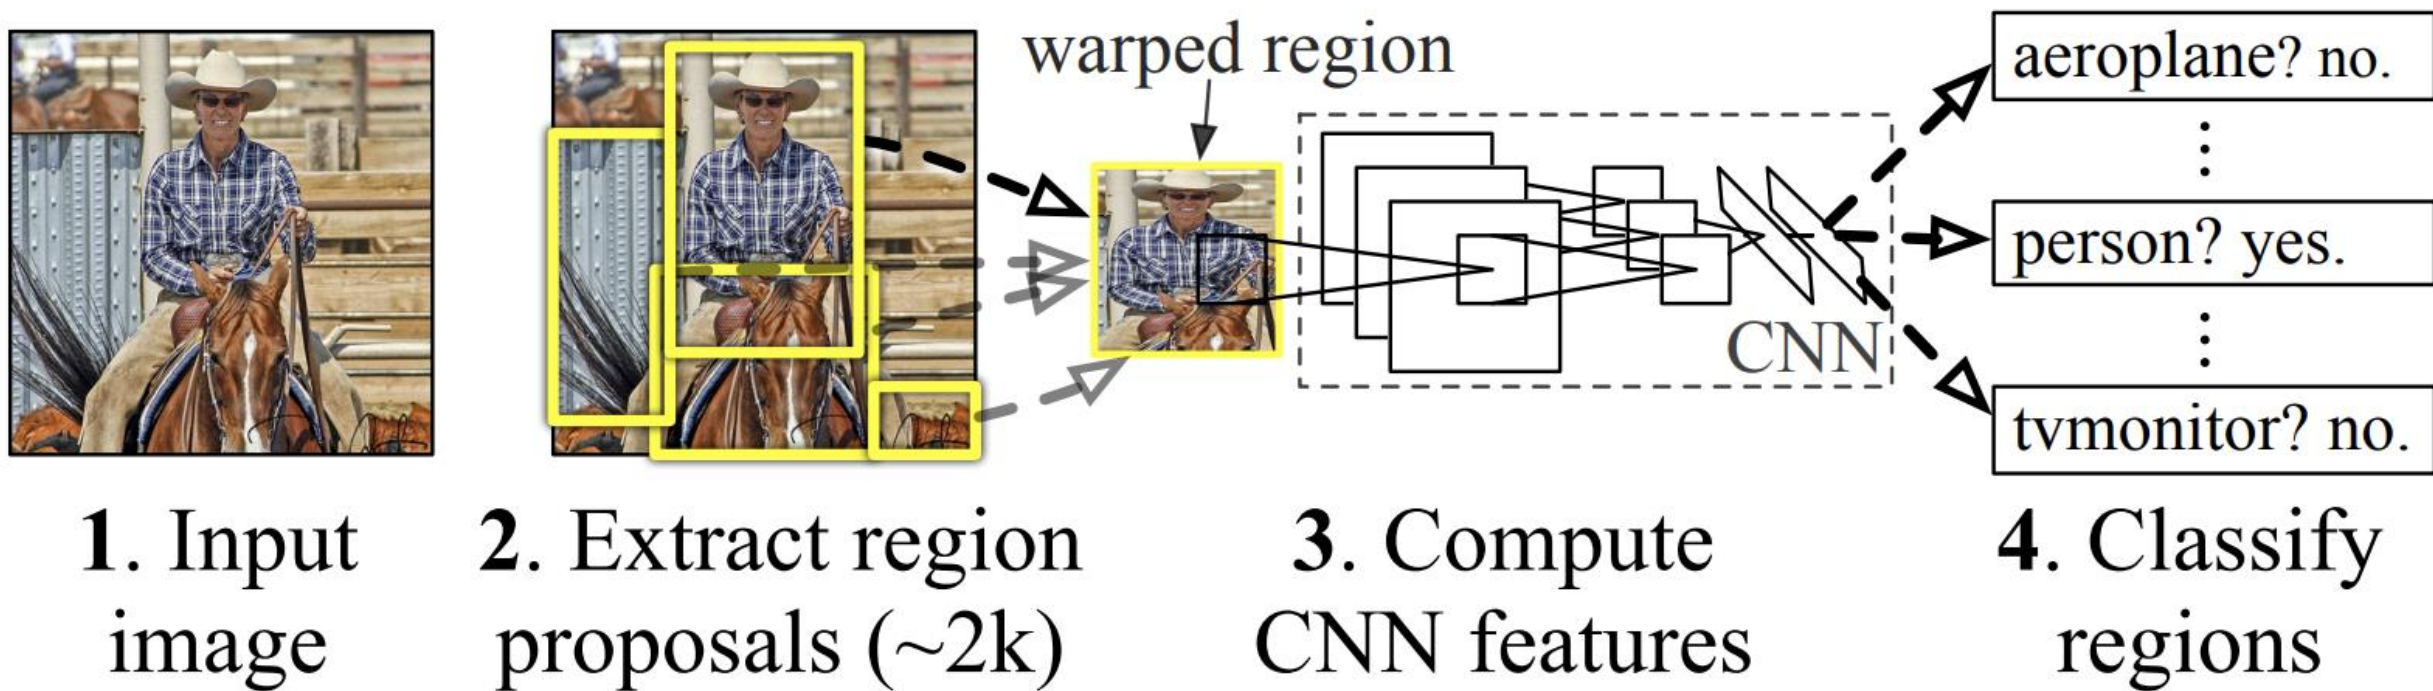 warped region
aeroplane? no.
person? yes.
CNN
tvmonitor? no.
1. Input
image
2. Extract region
proposals (~2k)
3. Compute
CNN features
4. Classify
regions